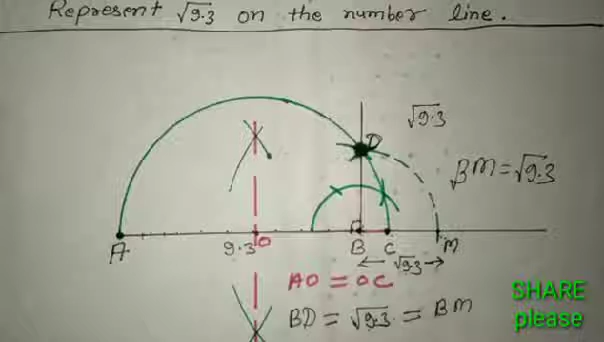 Represent √9.3 on the number line.
√9.3
D
BM = √9.3
A
9.3
O
B
C
M
√9.3
AO = OC
BD = √9.3 = BM
SHARE
please